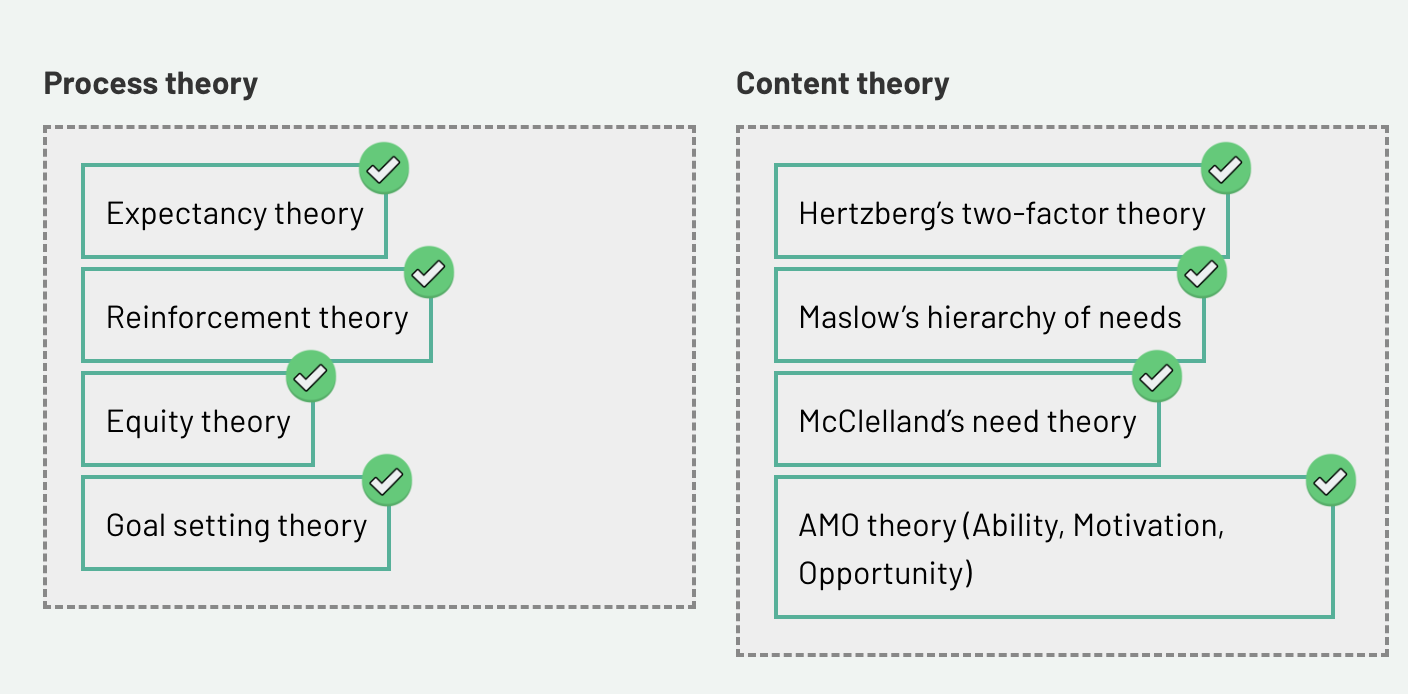 Process theory
Expectancy theory
Reinforcement theory
Equity theory
Goal setting theory
Content theory
Hertzberg's two-factor theory
Maslow's hierarchy of needs
McClelland's need theory
AMO theory (Ability, Motivation,
Opportunity)